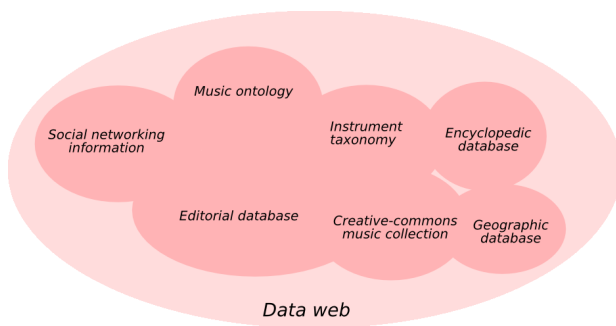 Music ontology
Social networking
information
Instrument
taxonomy
Encyclopedic
database
Editorial database
Creative-commons
music collection
Geographic
database
Data web